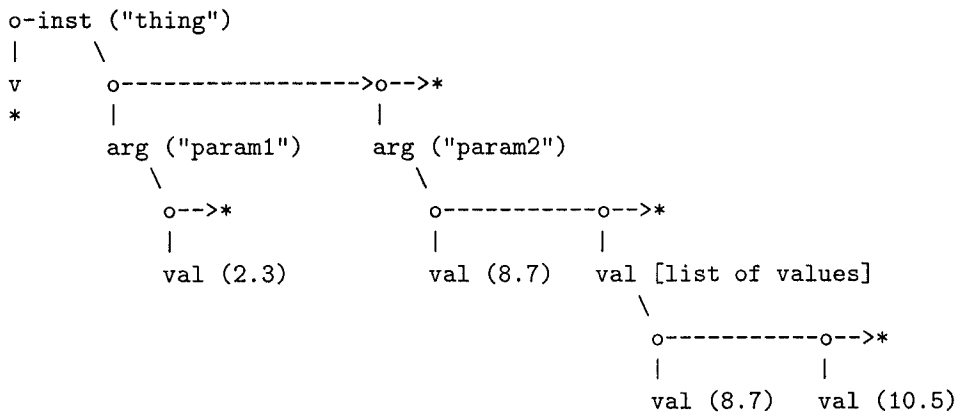 o-inst ("thing")
|       \
v        o-------------------->o-->*
*        |                     |
        arg ("param1")        arg ("param2")
            \                     \
             o-->*                 o------------o-->*
             |                     |            |
             val (2.3)             val (8.7)    val [list of values]
                                                    \
                                                     o------------o-->*
                                                     |            |
                                                     val (8.7)    val (10.5)